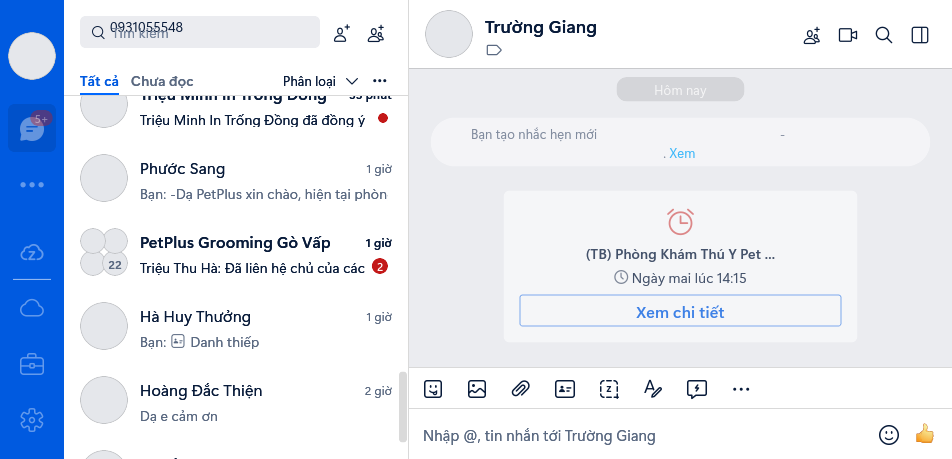 0931055548
Tìm kiếm
Trường Giang
5+
Tất cả Chưa đọc Phân loại
Triệu Minh In Trống Đồng 55 phút
Triệu Minh In Trống Đồng đã đồng ý
Phước Sang 1 giờ
Bạn: -Dạ PetPlus xin chào, hiện tại phòn
22
PetPlus Grooming Gò Vấp 1 giờ
Triệu Thu Hà: Đã liên hệ chủ của các 2
Hà Huy Thưởng 1 giờ
Bạn: Danh thiếp
Hoàng Đắc Thiện 2 giờ
Dạ e cảm ơn
Hôm nay
Bạn tạo nhắc hẹn mới -
. Xem
(TB) Phòng Khám Thú Y Pet ...
Ngày mai lúc 14:15
Xem chi tiết
Nhập @, tin nhắn tới Trường Giang